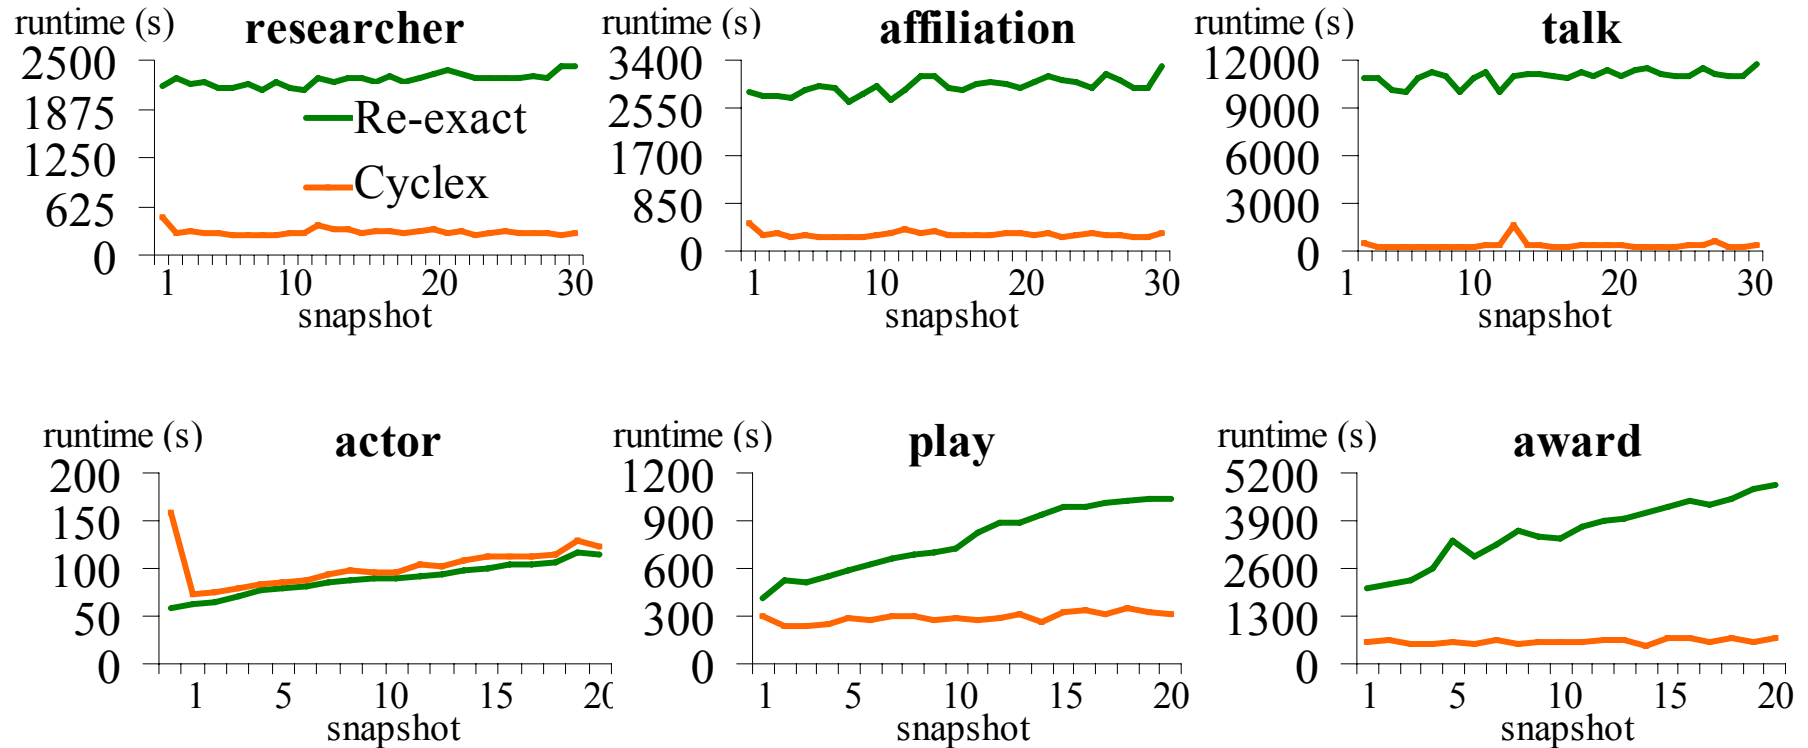 runtime (s) researcher
2500
1875
1250
625
0
Re-exact
Cyclex
1 10 20 30
snapshot
runtime (s) affiliation
3400
2550
1700
850
0
1 10 20 30
snapshot
runtime (s) talk
12000
9000
6000
3000
0
1 10 20 30
snapshot
runtime (s) actor
200
150
100
50
0
1 5 10 15 20
snapshot
runtime (s) play
1200
900
600
300
0
1 5 10 15 20
snapshot
runtime (s) award
5200
3900
2600
1300
0
1 5 10 15 20
snapshot